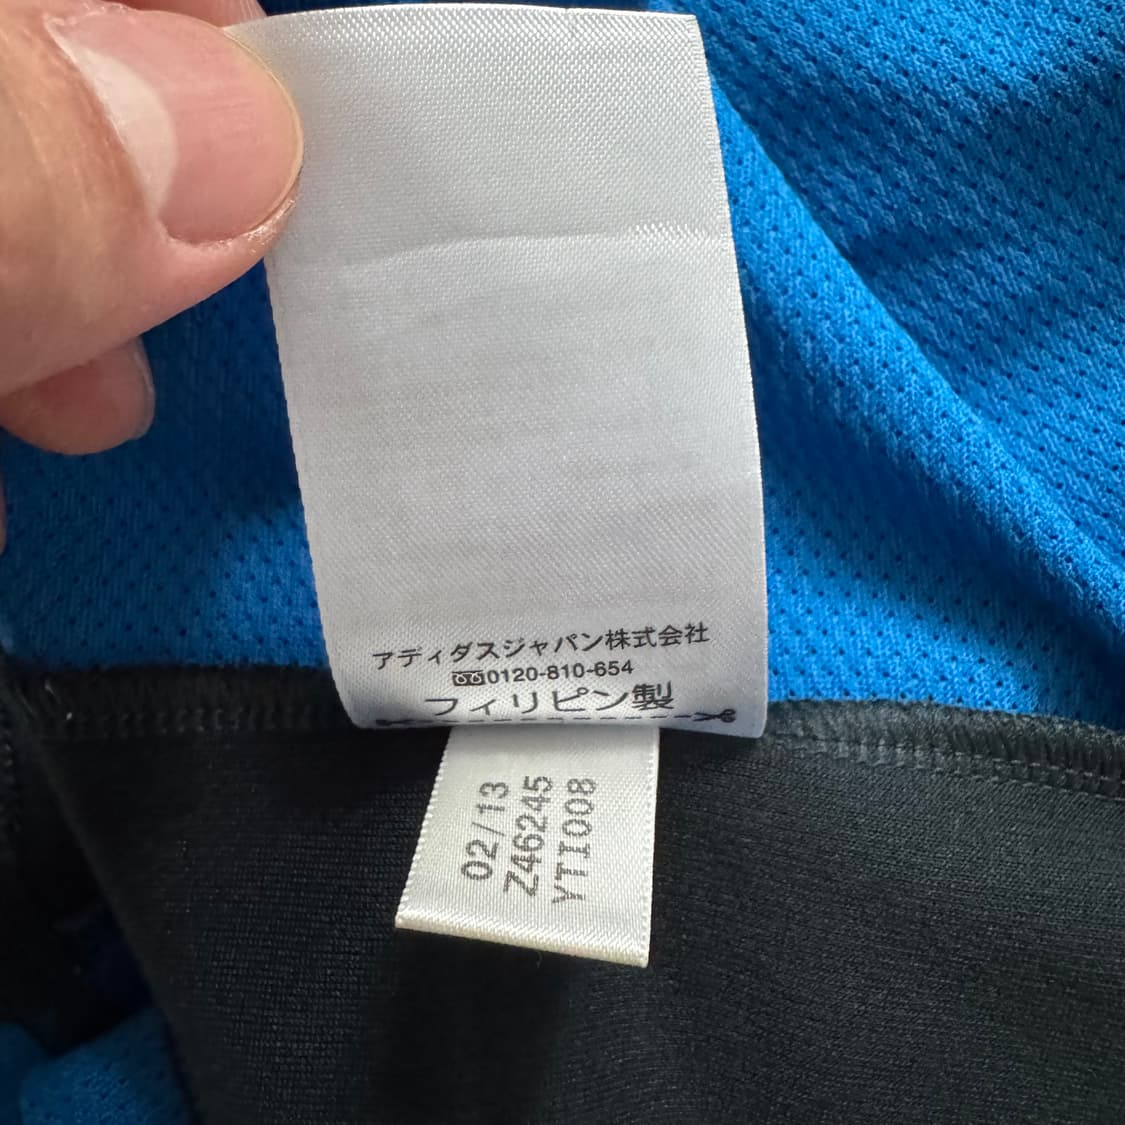 アディダスジャパン株式会社
0120-810-654
フィリピン製
02/13
Z46245
YTI008